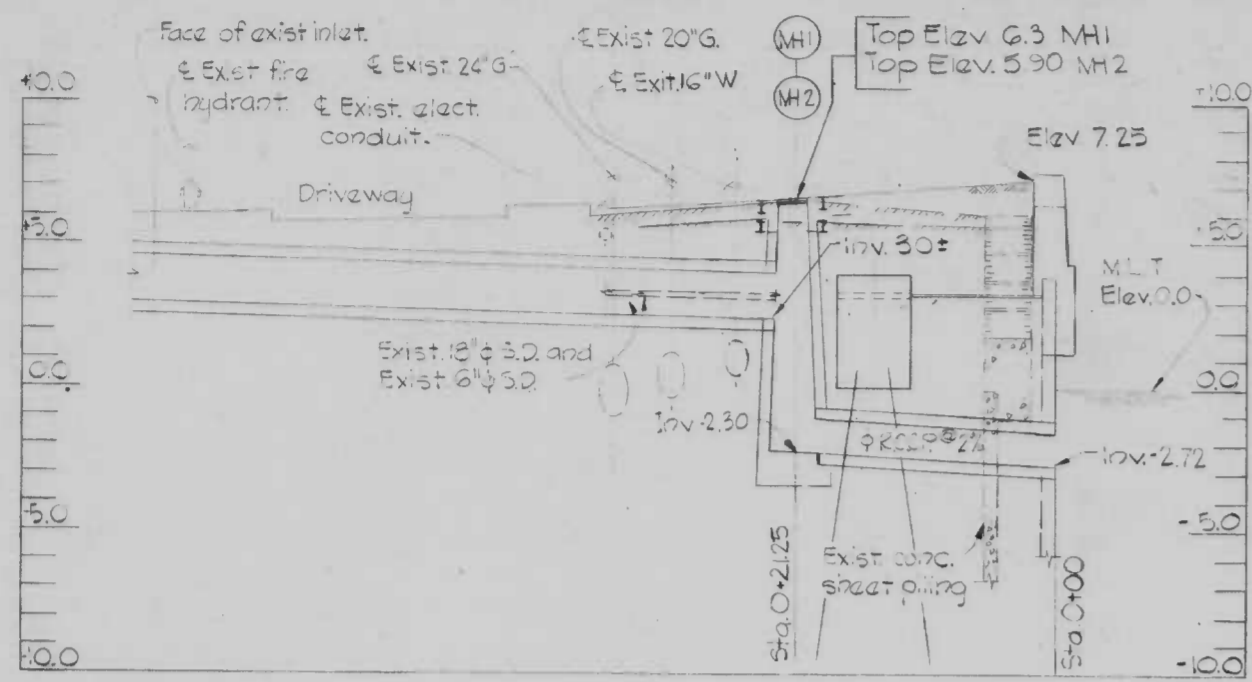 Face of exist inlet.
℄ Exist fire
hydrant.
℄ Exist. 24"G
℄ Exist. elect.
conduit.
℄ Exist 20"G.
℄ Exit.16"W
MH1
MH2
Top Elev 6.3 MH1
Top Elev. 5.90 MH2
+0.0
+10.0
Elev 7.25
Driveway
+5.0
+5.0
Inv. 30±
M.L.T
Elev. 0.0
Exist. 18"ϕ S.D. and
Exist 6"ϕ S.D.
0.0
0.0
Inv-2.30
ϕ R.C.C.P. @ 2%
Inv.-2.72
-5.0
-5.0
Exist. conc.
sheet piling
Sta. 0+21.25
Sta. 0+00
-10.0
-10.0